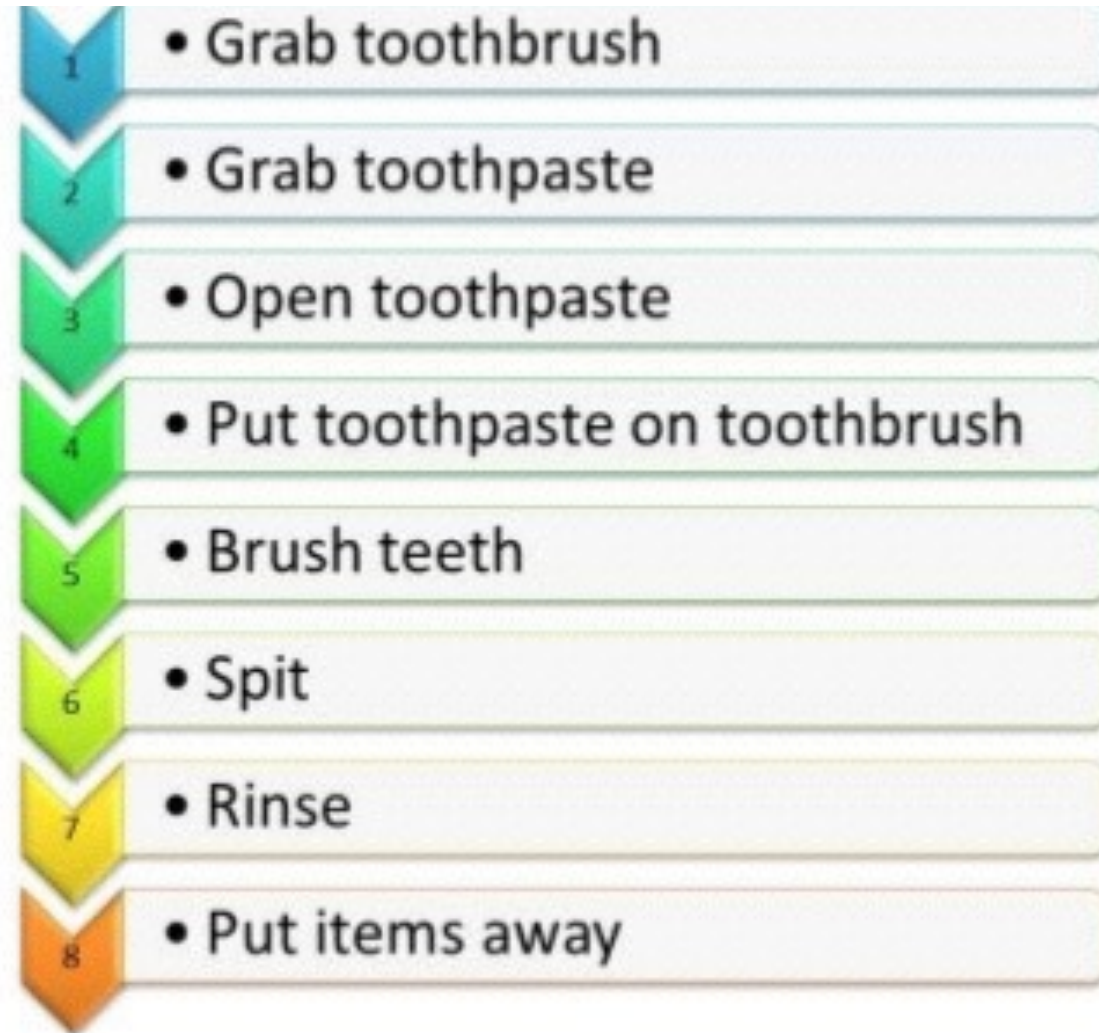 1 • Grab toothbrush
2 • Grab toothpaste
3 • Open toothpaste
4 • Put toothpaste on toothbrush
5 • Brush teeth
6 • Spit
7 • Rinse
8 • Put items away